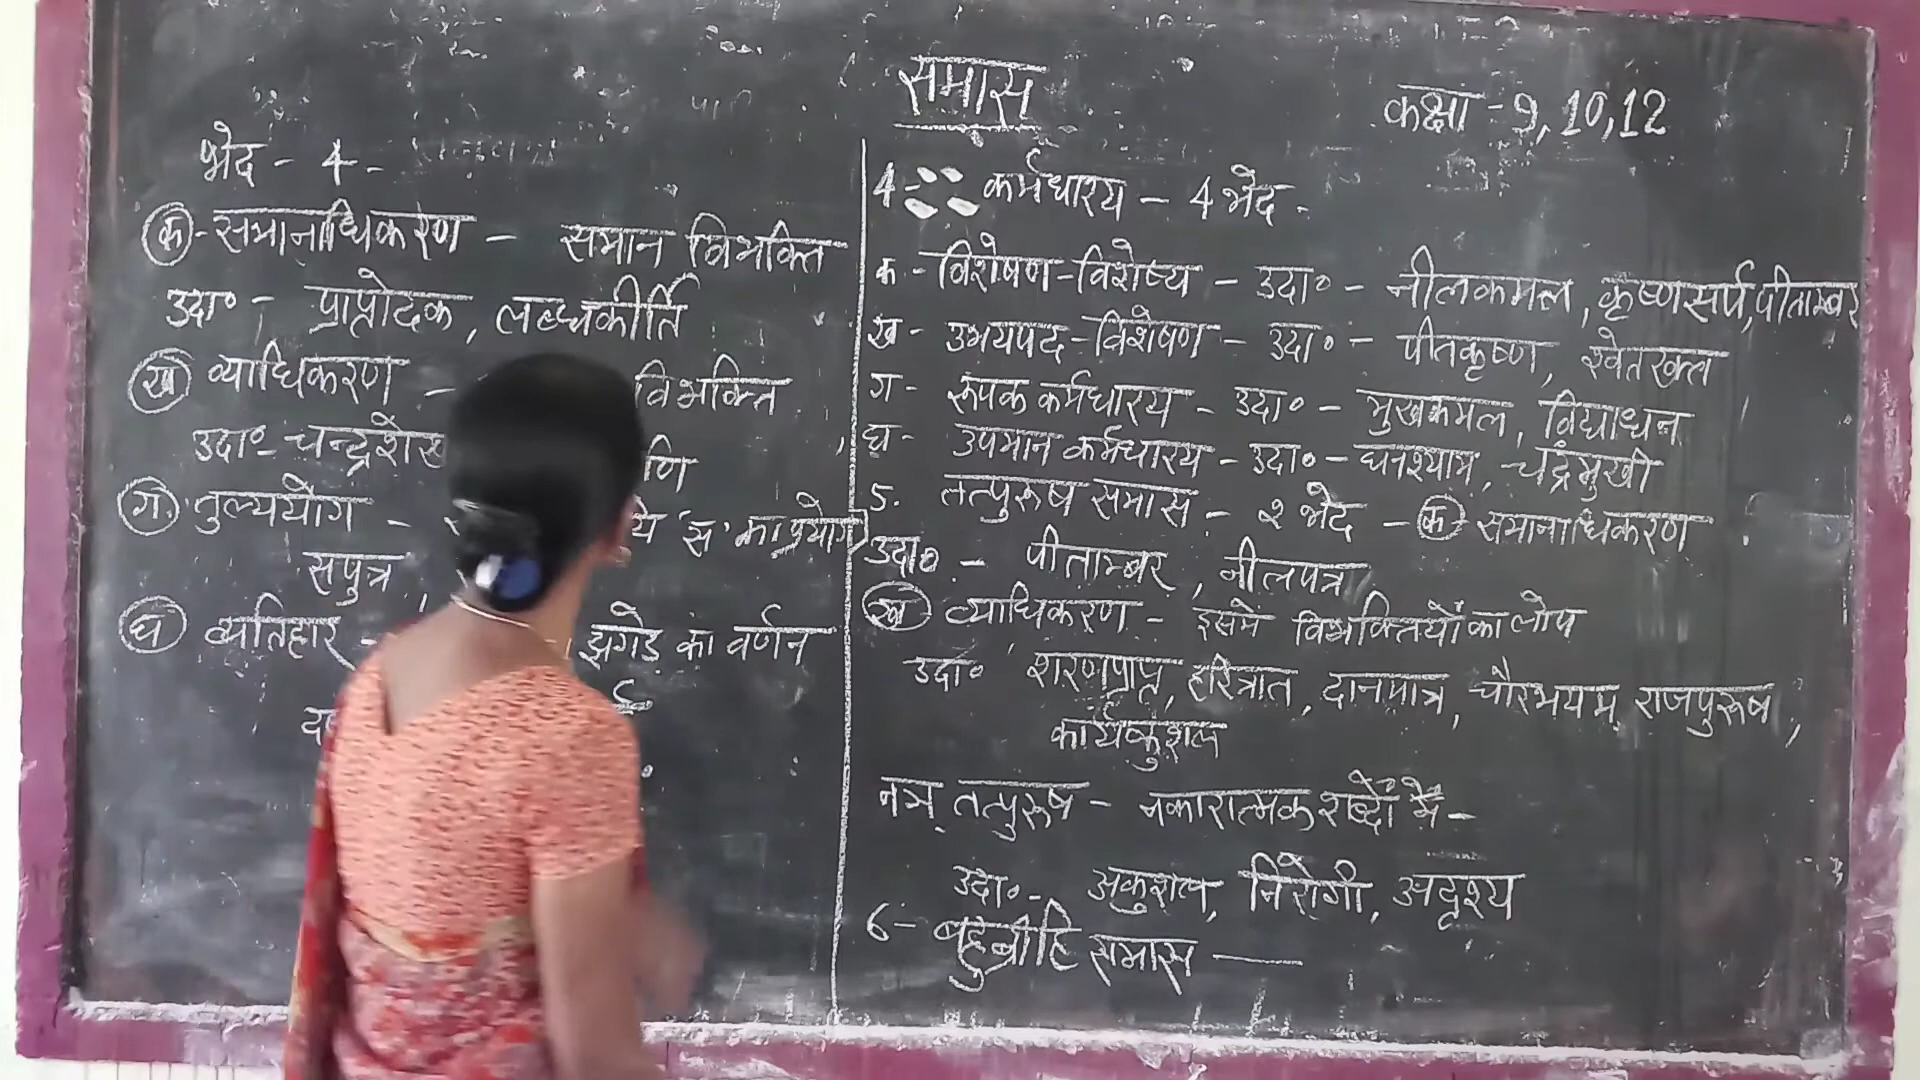 समास
कक्षा - 9, 10, 12
भेद - 4 -
(क) - समानाधिकरण - समान विभक्ति
उदा० - प्राप्तोदक, लब्धकीर्ति
(ख) व्याधिकरण - विभक्ति
उदा०- चन्द्रशेख
(ग) तुल्ययोग - 'स' का प्रयोग
सपुत्र,
(घ) व्यतिहार - झगडे का वर्णन
4 - कर्मधारय - 4 भेद -
क - विशेषण-विशेष्य - उदा० - नीलकमल, कृष्णसर्प, पीताम्बर
ख - उभयपद-विशेषण - उदा० - पीतकृष्ण,
ग - रूपक कर्मधारय - उदा० - मुखकमल, विद्याधन
घ - उपमान कर्मधारय - उदा० - घनश्याम, चंद्रमुखी
5. तत्पुरूष समास - २ भेद - (क) समानाधिकरण
उदा० - पीताम्बर, नीलपत्र
(ख) व्याधिकरण - इसमें विभक्तियों का लोप
उदा० शरणप्राप्त, हरित्रात, दानपात्र, चौरभयम, राजपुरूष,
कार्यकुशल
नञ् तत्पुरूष - नकारात्मक शब्दों में -
उदा०- अकुशल, निरोगी, अदृश्य
6- बहुब्रीहि समास —